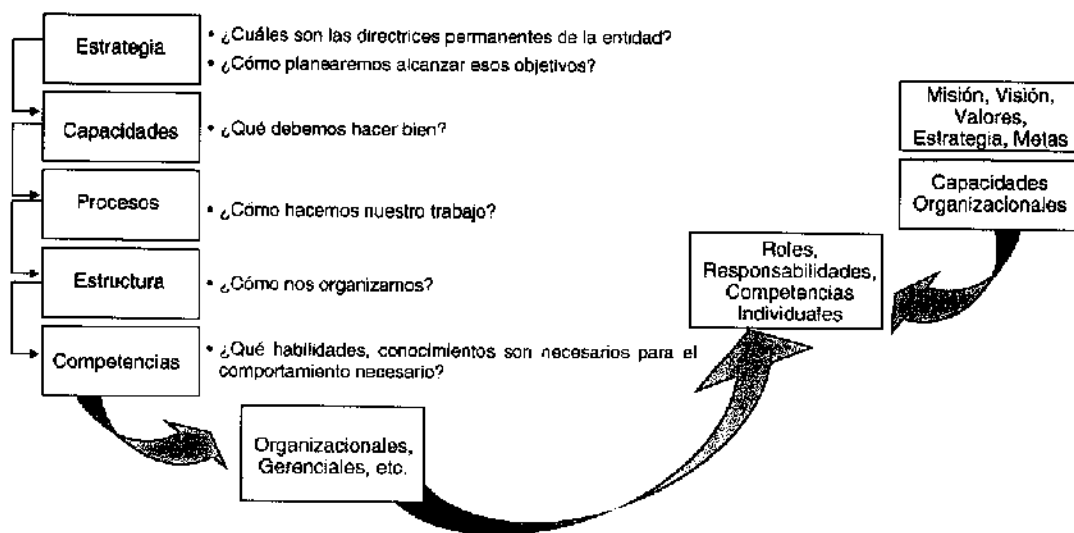 Estrategia
• ¿Cuáles son las directrices permanentes de la entidad?
• ¿Cómo planearemos alcanzar esos objetivos?
Capacidades
• ¿Qué debemos hacer bien?
Procesos
• ¿Cómo hacemos nuestro trabajo?
Estructura
• ¿Cómo nos organizamos?
Competencias
• ¿Qué habilidades, conocimientos son necesarios para el
comportamiento necesario?
Organizacionales,
Gerenciales, etc.
Roles,
Responsabilidades,
Competencias
Individuales
Misión, Visión,
Valores,
Estrategia, Metas
Capacidades
Organizacionales